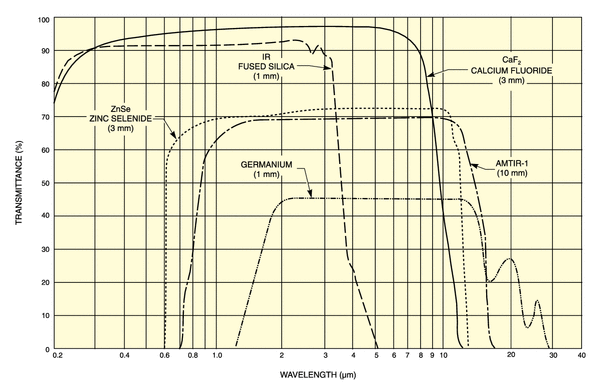 100
90
80
70
60
50
40
30
20
10
0
TRANSMITTANCE (%)
IR
FUSED SILICA
(1 mm)
CaF2
CALCIUM FLUORIDE
(3 mm)
ZnSe
ZINC SELENIDE
(3 mm)
GERMANIUM
(1 mm)
AMTIR-1
(10 mm)
0.2 0.4 0.6 0.8 1.0 2 3 4 5 6 7 8 9 10 20 30 40
WAVELENGTH (µm)